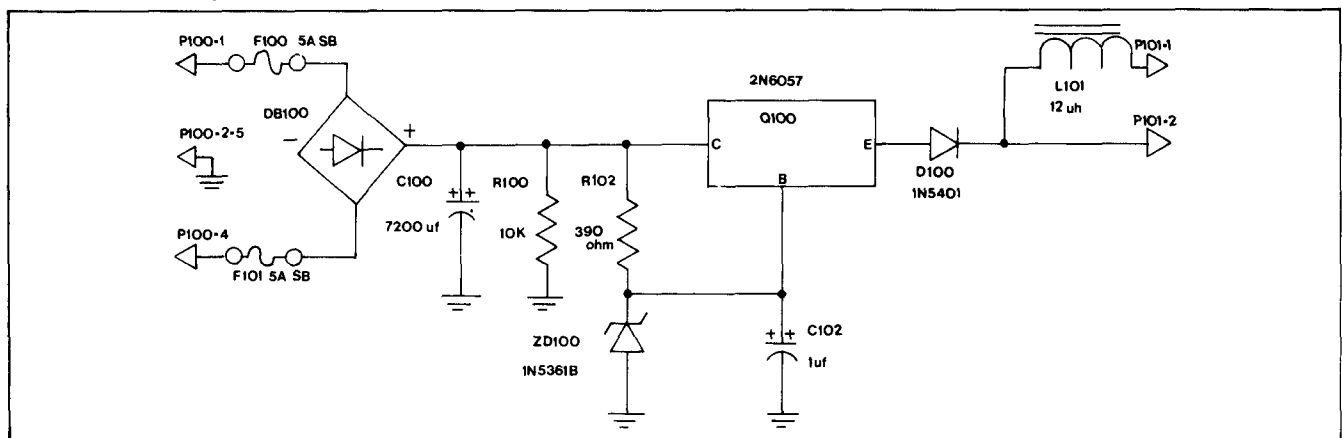 P100-1
F100 5A SB
DB100
P100-2-5
P100-4
F101 5A SB
-
+
C100
7200 uf
+ +
R100
10K
R102
390
ohm
2N6057
Q100
C
E
B
ZD100
1N5361B
+ +
C102
1uf
D100
1N5401
L101
12 uh
P101-1
P101-2